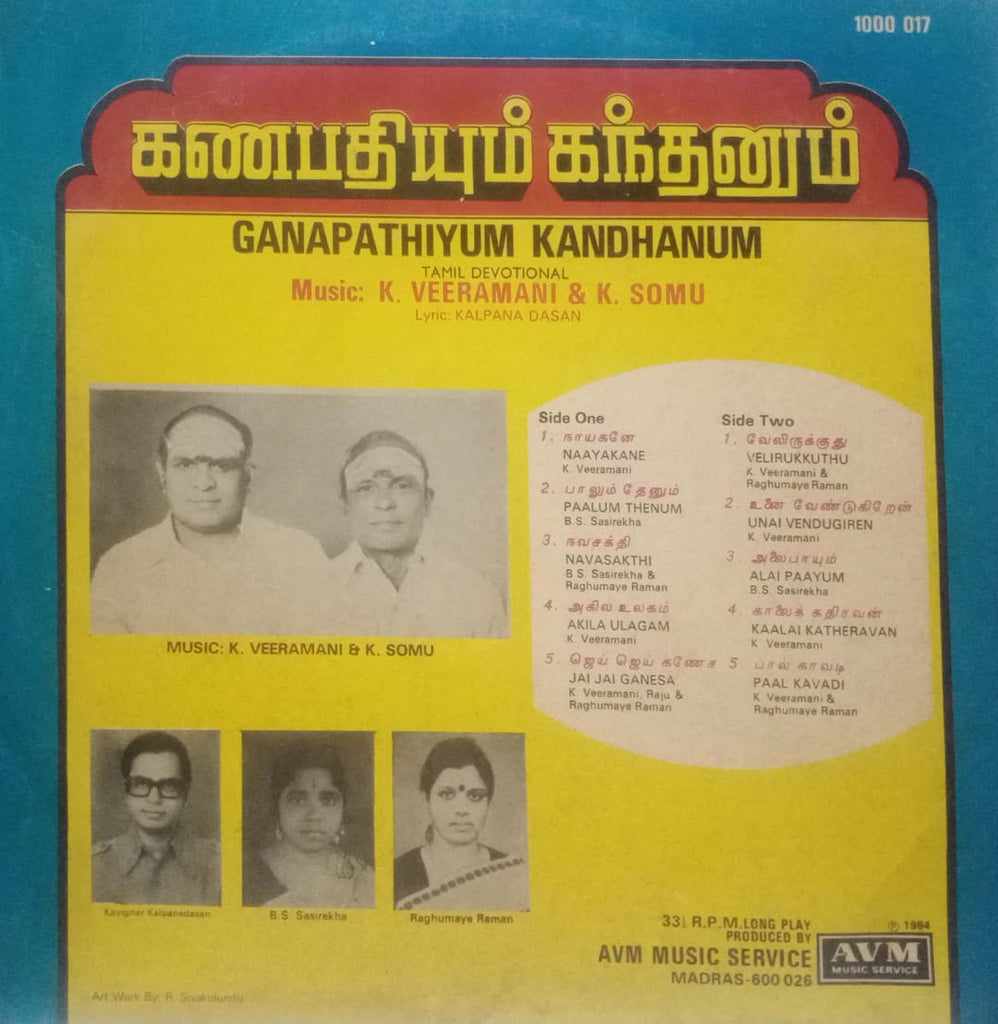 1000 017
கணபதியும் கந்தனும்
GANAPATHIYUM KANDHANUM
TAMIL DEVOTIONAL
Music: K. VEERAMANI & K. SOMU
Lyric: KALPANA DASAN
MUSIC: K. VEERAMANI & K. SOMU
Side One
1. நாயகனே
NAAYAKANE
K. Veeramani
2. பாலும் தேனும்
PAALUM THENUM
B.S. Sasirekha
3. நவசக்தி
NAVASAKTHI
B S. Sasirekha &
Raghumaye Raman
4. அகில உலகம்
AKILA ULAGAM
K. Veeramani
5. ஜெய் ஜெய் கணேச
JAI JAI GANESA
K. Veeramani, Raju &
Raghumaye Raman
Side Two
1. வேலிருக்குது
VELIRUKKUTHU
K. Veeramani &
Raghumaye Raman
2. உனை வேண்டுகிறேன்
UNAI VENDUGIREN
K. Veeramani
3. அலைபாயும்
ALAI PAAYUM
B.S. Sasirekha
4. காலைக் கதிரவன்
KAALAI KATHERAVAN
K Veeramani
5 பால் காவடி
PAAL KAVADI
K Veeramani &
Raghumaye Raman
Kavignar Kalpanadasan
B.S. Sasirekha
Raghumaye Raman
33⅓ R.P.M. LONG PLAY
PRODUCED BY
AVM MUSIC SERVICE
MADRAS-600 026
℗ 1984
AVM
MUSIC SERVICE
Art Work By: R. Sivakolundu